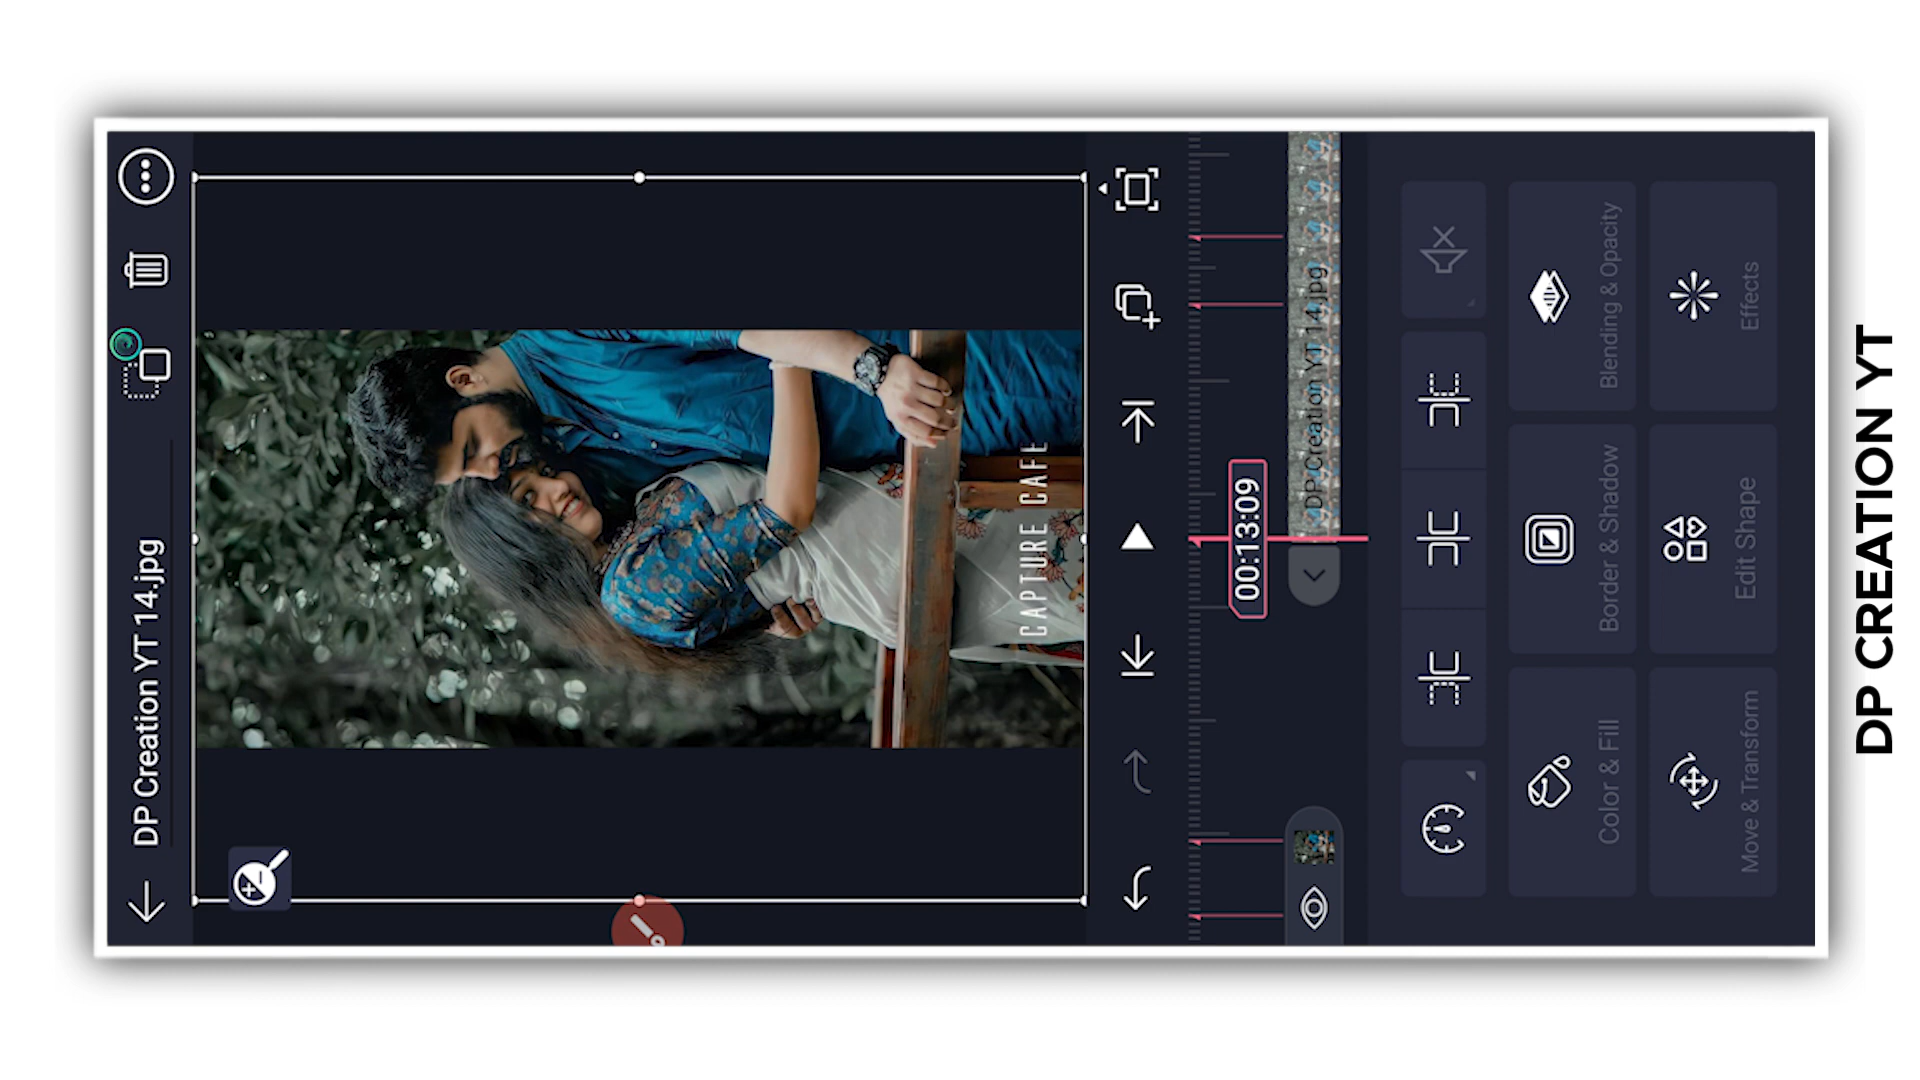 DP Creation YT 14.jpg
CAPTURE CAFE
00:13:09
DP Creation YT 14.jpg
Blending & Opacity
Border & Shadow
Color & Fill
Effects
Edit Shape
Move & Transform
DP CREATION YT